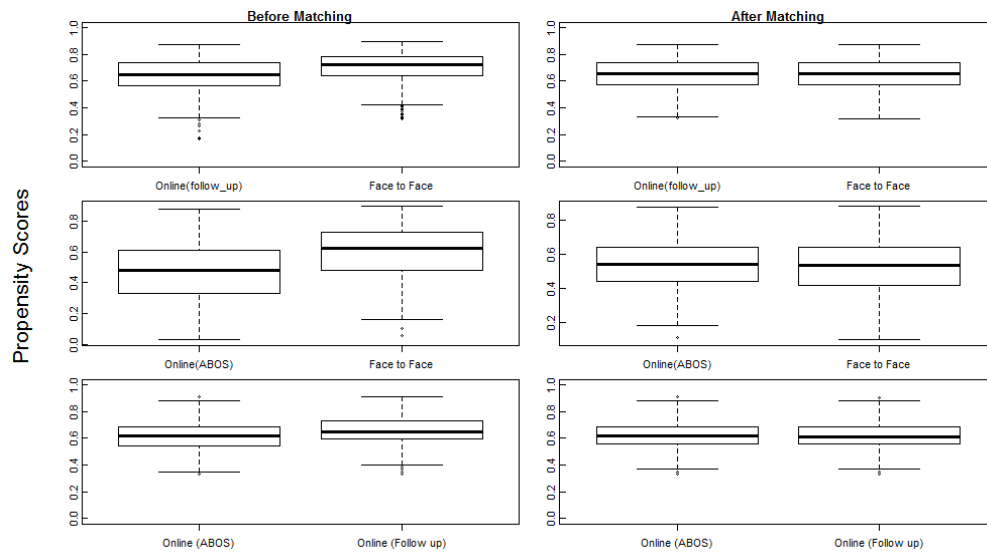 Before Matching
After Matching
Propensity Scores
0.0 0.2 0.4 0.6 0.8 1.0
Online(follow_up) Face to Face
0.0 0.2 0.4 0.6 0.8 1.0
Online(follow_up) Face to Face
0.0 0.2 0.4 0.6 0.8
Online(ABOS) Face to Face
0.2 0.4 0.6 0.8
Online(ABOS) Face to Face
0.0 0.2 0.4 0.6 0.8 1.0
Online (ABOS) Online (Follow up)
0.0 0.2 0.4 0.6 0.8 1.0
Online (ABOS) Online (Follow up)